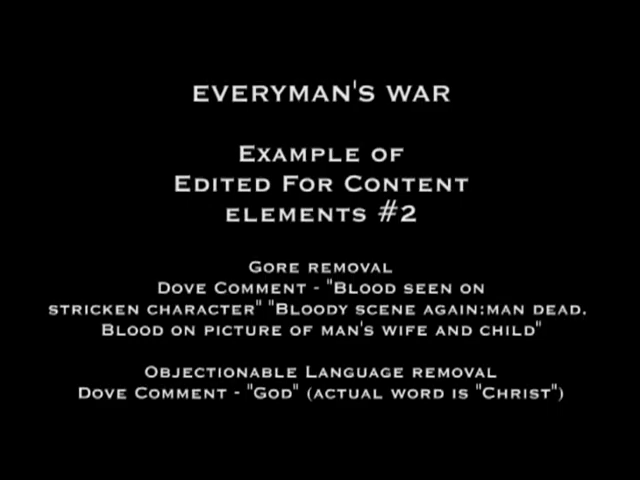 EVERYMAN'S WAR
EXAMPLE OF
EDITED FOR CONTENT
ELEMENTS #2
GORE REMOVAL
DOVE COMMENT - "BLOOD SEEN ON
STRICKEN CHARACTER" "BLOODY SCENE AGAIN:MAN DEAD.
BLOOD ON PICTURE OF MAN'S WIFE AND CHILD"
OBJECTIONABLE LANGUAGE REMOVAL
DOVE COMMENT - "GOD" (ACTUAL WORD IS "CHRIST")